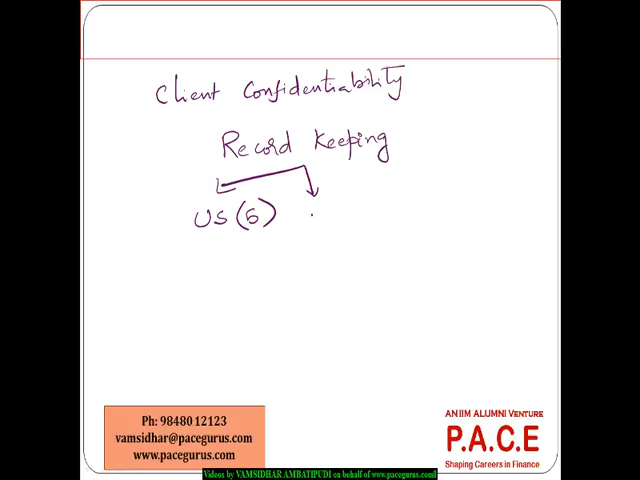 Client Confidentiability
Record Keeping
US (5)
Ph: 98480 12123
vamsidhar@pacegurus.com
www.pacegurus.com
AN IIM ALUMNI VENTURE
P.A.C.E
Shaping Careers in Finance
Videos by VAMSIDHAR AMBATIPUDI on behalf of www.pacegurus.com